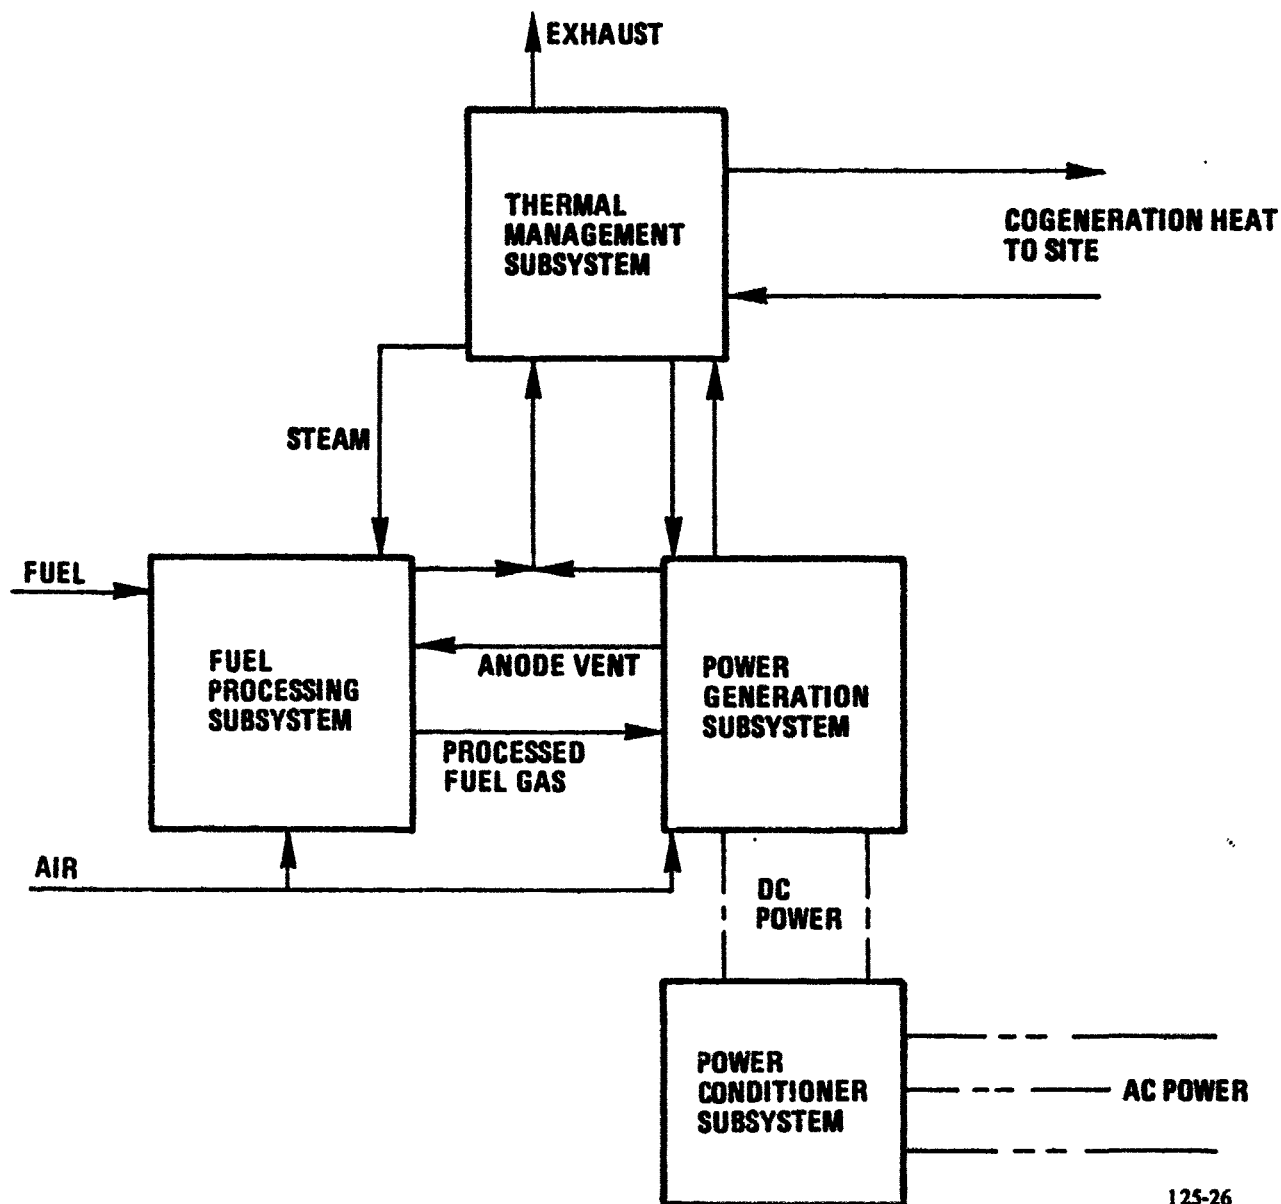 EXHAUST
THERMAL
MANAGEMENT
SUBSYSTEM
COGENERATION HEAT
TO SITE
STEAM
FUEL
FUEL
PROCESSING
SUBSYSTEM
ANODE VENT
PROCESSED
FUEL GAS
POWER
GENERATION
SUBSYSTEM
AIR
DC
POWER
POWER
CONDITIONER
SUBSYSTEM
AC POWER
125-26